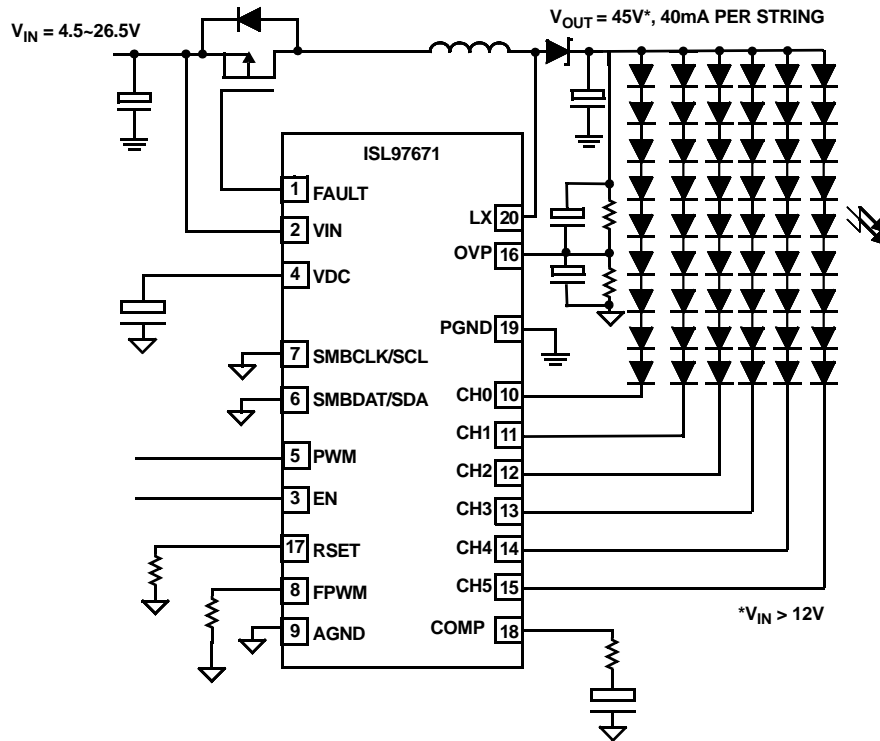 V_IN = 4.5~26.5V
V_OUT = 45V*, 40mA PER STRING
ISL97671
1 FAULT
2 VIN
4 VDC
7 SMBCLK/SCL
6 SMBDAT/SDA
5 PWM
3 EN
17 RSET
8 FPWM
9 AGND
LX 20
OVP 16
PGND 19
CH0 10
CH1 11
CH2 12
CH3 13
CH4 14
CH5 15
COMP 18
*V_IN > 12V